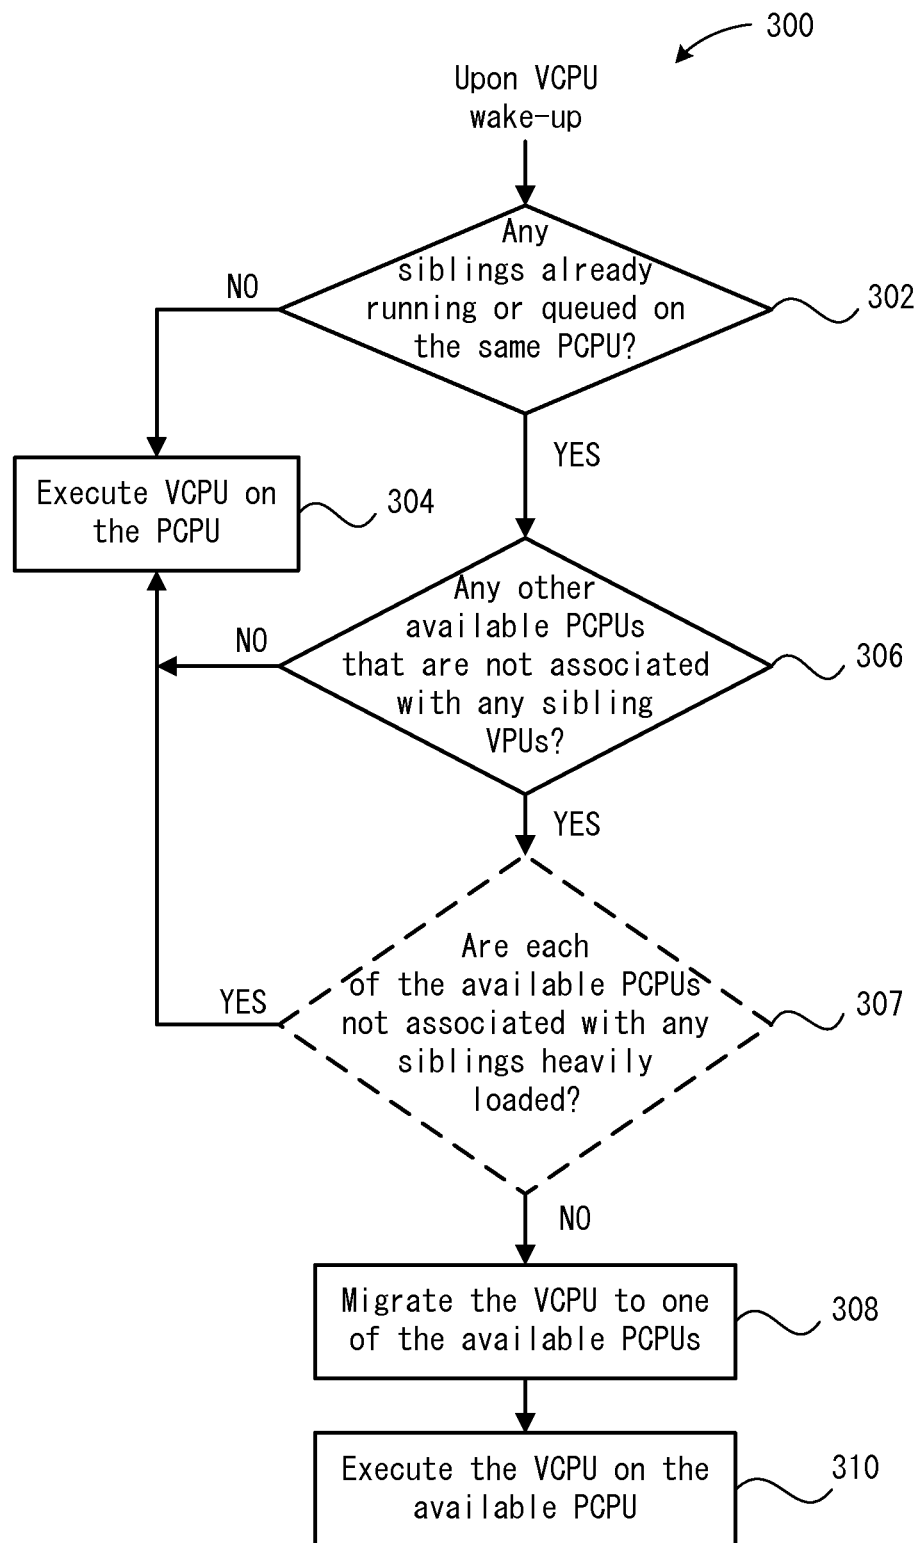 300
Upon VCPU
wake-up
Any
siblings already
running or queued on
the same PCPU?
302
NO
YES
Execute VCPU on
the PCPU
304
Any other
available PCPUs
that are not associated
with any sibling
VPUs?
306
NO
YES
Are each
of the available PCPUs
not associated with any
siblings heavily
loaded?
307
YES
NO
Migrate the VCPU to one
of the available PCPUs
308
Execute the VCPU on the
available PCPU
310